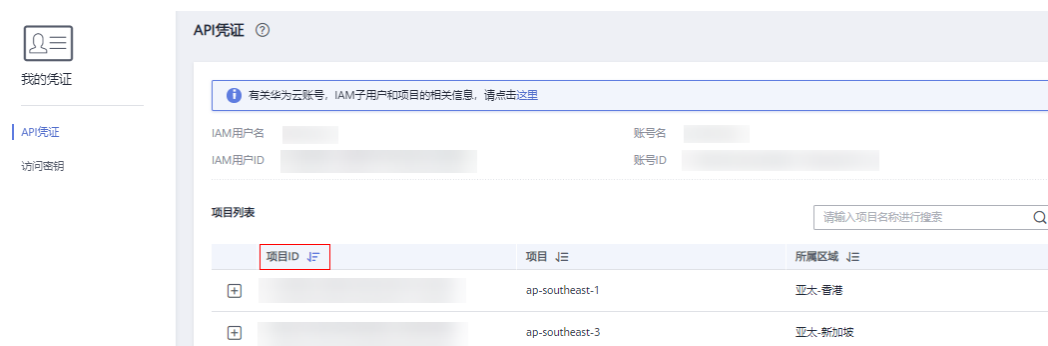 API凭证
我的凭证
有关华为云账号，IAM子用户和项目的相关信息，请点击这里
API凭证
访问密钥
IAM用户名
账号名
IAM用户ID
账号ID
项目列表
请输入项目名称进行搜索
项目ID 项目 所属区域
ap-southeast-1 亚太-香港
ap-southeast-3 亚太-新加坡